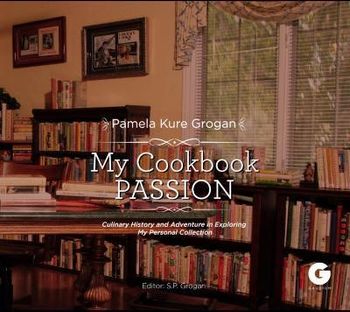 Pamela Kure Grogan
My Cookbook
PASSION
Culinary History and Adventure in Exploring
My Personal Collection
Editor: S.P. Grogan
G